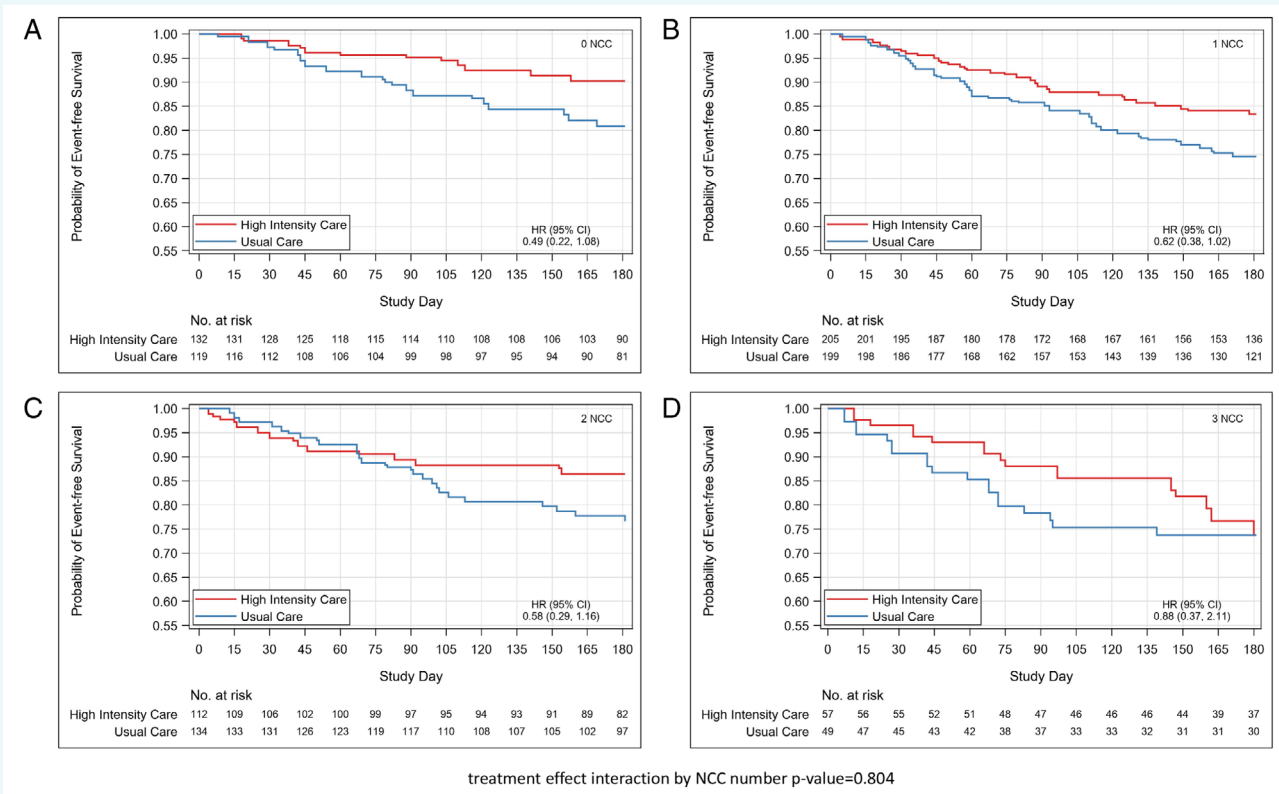 A
Probability of Event-free Survival
1.00
0.95
0.90
0.85
0.80
0.75
0.70
0.65
0.60
0.55
0 NCC
High Intensity Care
Usual Care
HR (95% CI)
0.49 (0.22, 1.08)
0 15 30 45 60 75 90 105 120 135 150 165 180
Study Day
No. at risk
High Intensity Care 132 131 128 125 118 115 114 110 108 108 106 103 90
Usual Care 119 116 112 108 106 104 99 98 97 95 94 90 81
B
Probability of Event-free Survival
1.00
0.95
0.90
0.85
0.80
0.75
0.70
0.65
0.60
0.55
1 NCC
High Intensity Care
Usual Care
HR (95% CI)
0.62 (0.38, 1.02)
0 15 30 45 60 75 90 105 120 135 150 165 180
Study Day
No. at risk
High Intensity Care 205 201 195 187 180 178 172 168 167 161 156 153 136
Usual Care 199 198 186 177 168 162 157 153 143 139 136 130 121
C
Probability of Event-free Survival
1.00
0.95
0.90
0.85
0.80
0.75
0.70
0.65
0.60
0.55
2 NCC
High Intensity Care
Usual Care
HR (95% CI)
0.58 (0.29, 1.16)
0 15 30 45 60 75 90 105 120 135 150 165 180
Study Day
No. at risk
High Intensity Care 112 109 106 102 100 99 97 95 94 93 91 89 82
Usual Care 134 133 131 126 123 119 117 110 108 107 105 102 97
D
Probability of Event-free Survival
1.00
0.95
0.90
0.85
0.80
0.75
0.70
0.65
0.60
0.55
3 NCC
High Intensity Care
Usual Care
HR (95% CI)
0.88 (0.37, 2.11)
0 15 30 45 60 75 90 105 120 135 150 165 180
Study Day
No. at risk
High Intensity Care 57 56 55 52 51 48 47 46 46 46 44 39 37
Usual Care 49 47 45 43 42 38 37 33 33 32 31 31 30
treatment effect interaction by NCC number p-value=0.804